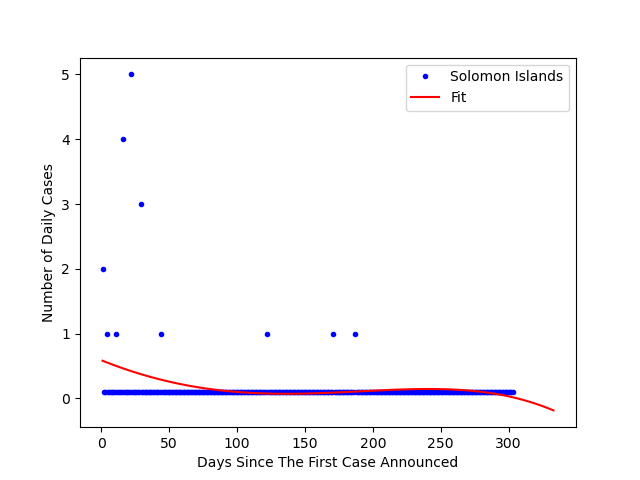 Solomon Islands
Fit
Number of Daily Cases
5
4
3
2
1
0
0 50 100 150 200 250 300
Days Since The First Case Announced